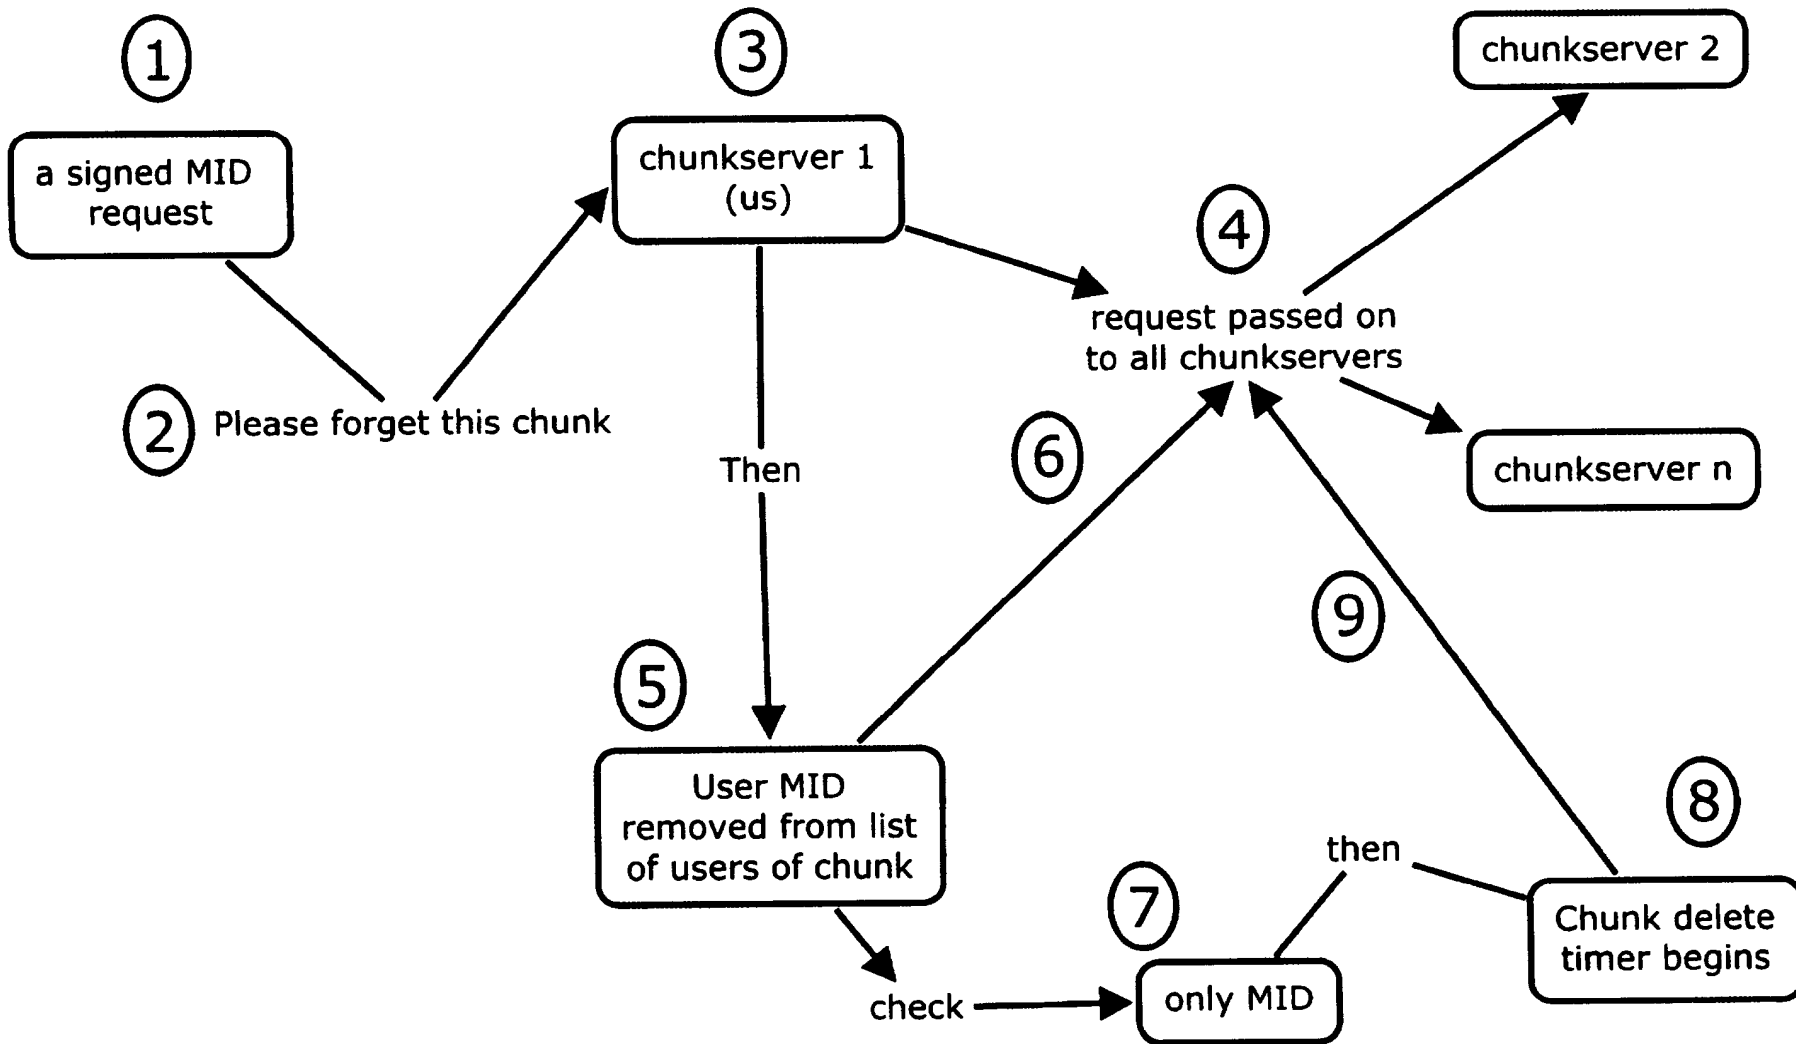 1
a signed MID
request
2
Please forget this chunk
3
chunkserver 1
(us)
4
request passed on
to all chunkservers
chunkserver 2
chunkserver n
Then
5
User MID
removed from list
of users of chunk
6
check
7
only MID
then
8
Chunk delete
timer begins
9